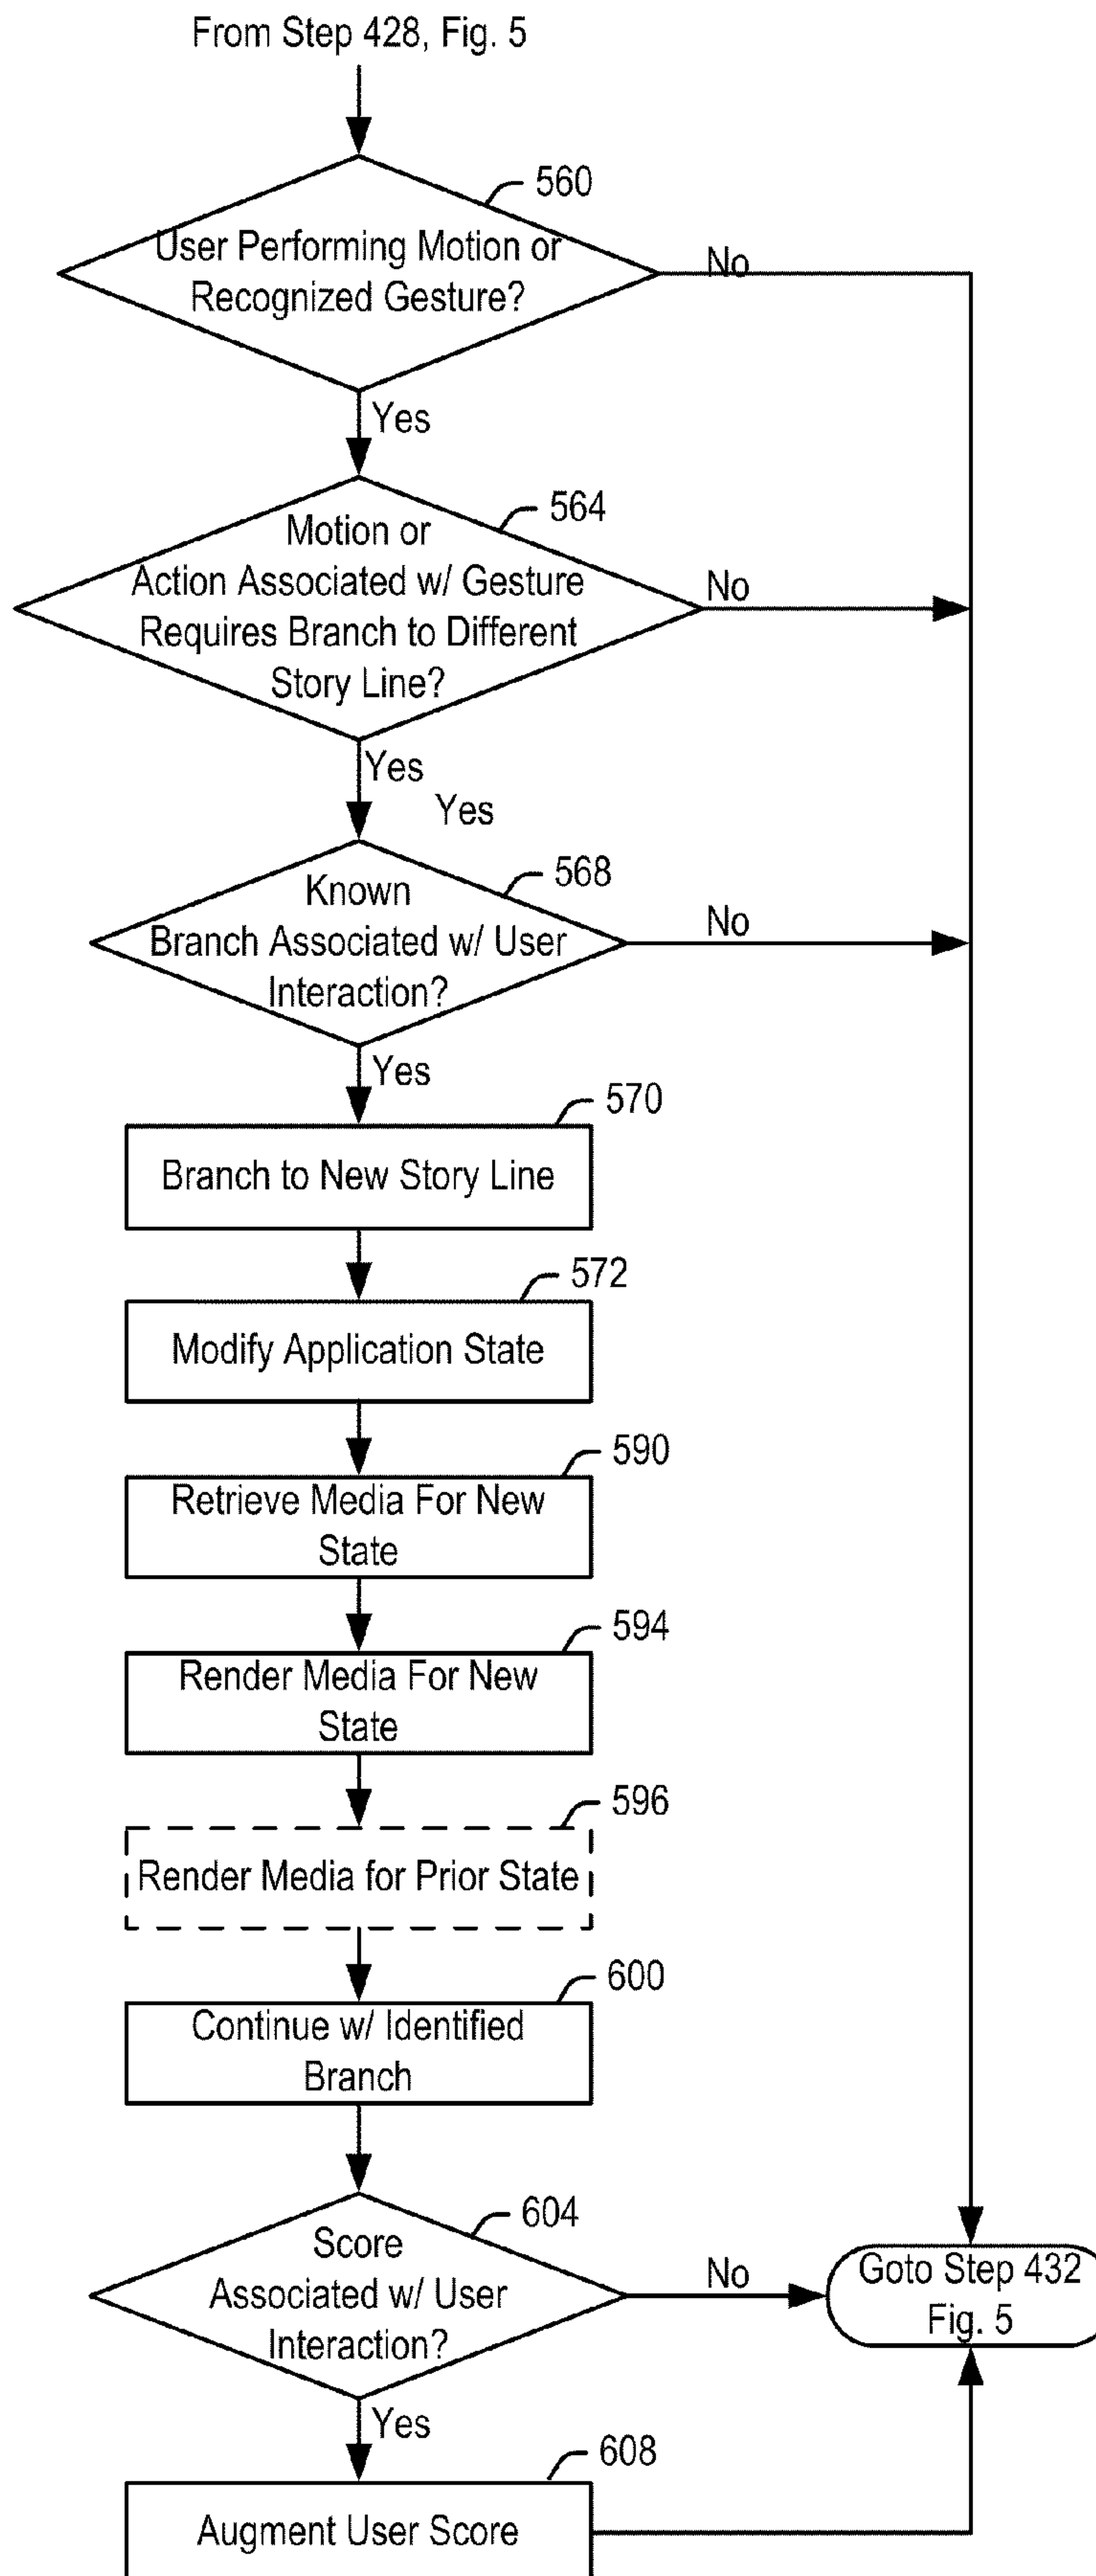 From Step 428, Fig. 5
560
User Performing Motion or
Recognized Gesture?
No
Yes
564
Motion or
Action Associated w/ Gesture
Requires Branch to Different
Story Line?
No
Yes
Yes
568
Known
Branch Associated w/ User
Interaction?
No
Yes
570
Branch to New Story Line
572
Modify Application State
590
Retrieve Media For New
State
594
Render Media For New
State
596
Render Media for Prior State
600
Continue w/ Identified
Branch
604
Score
Associated w/ User
Interaction?
No
Goto Step 432
Fig. 5
Yes
608
Augment User Score